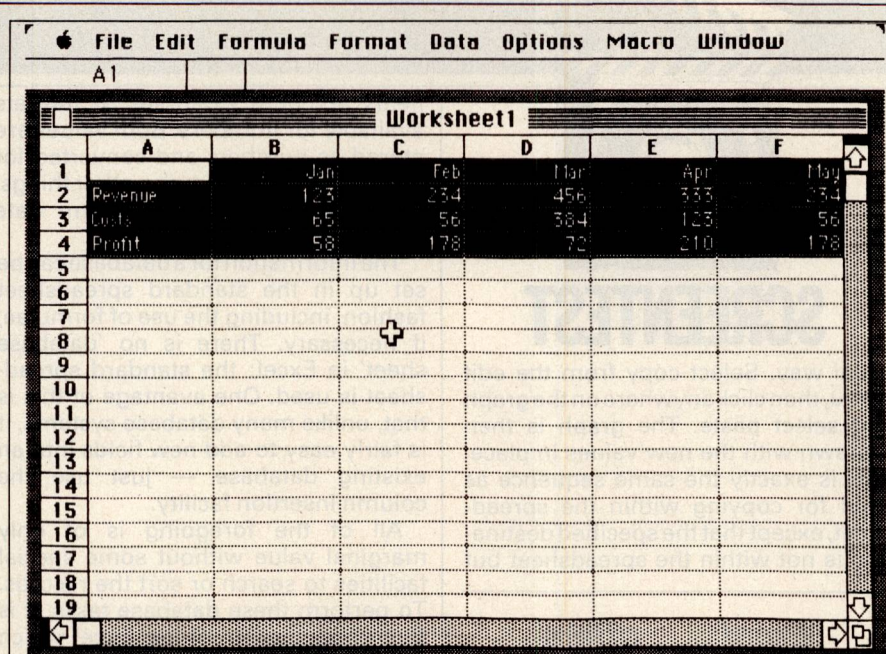 File Edit Formula Format Data Options Macro Window
A1
Worksheet1
A B C D E F
1 Jan Feb Mar Apr May
2 Revenue 123 234 456 333 234
3 Costs 65 56 384 123 56
4 Profit 58 178 72 210 178
5
6
7
8
9
10
11
12
13
14
15
16
17
18
19